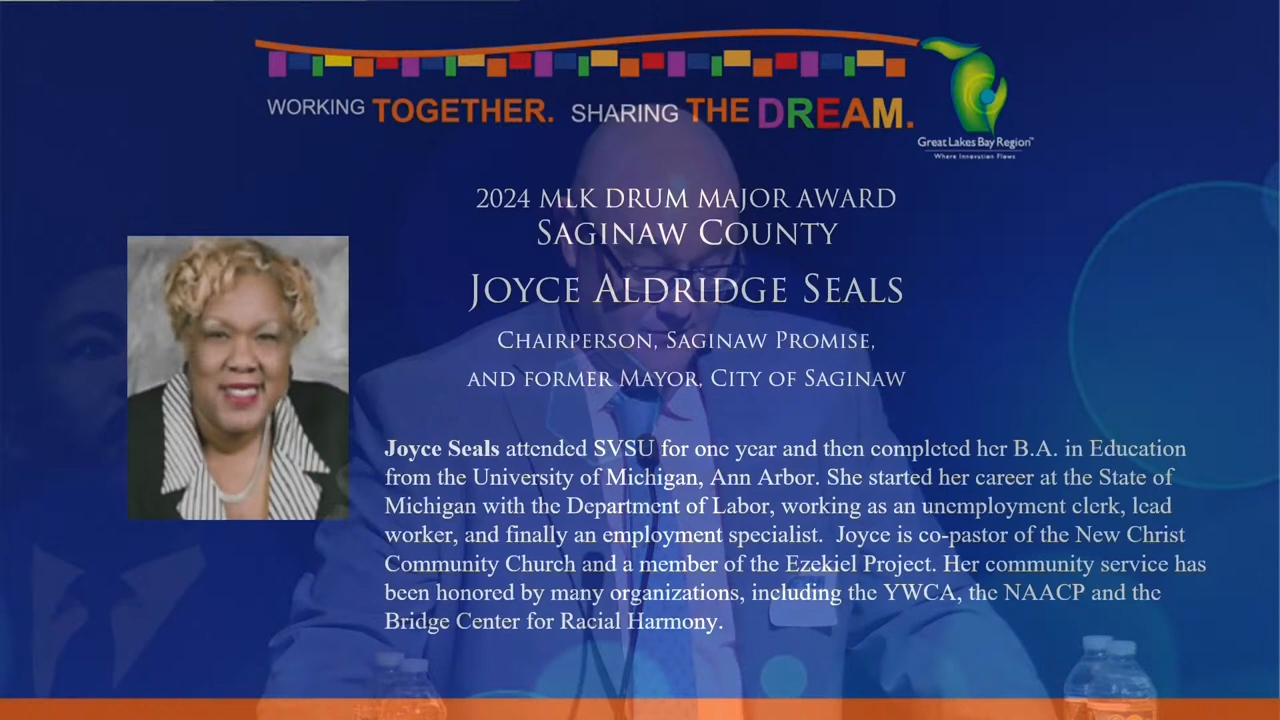 WORKING TOGETHER. SHARING THE DREAM.
Great Lakes Bay Region™
Where Innovation Flows
2024 MLK DRUM MAJOR AWARD
SAGINAW COUNTY
JOYCE ALDRIDGE SEALS
CHAIRPERSON, SAGINAW PROMISE,
AND FORMER MAYOR, CITY OF SAGINAW
Joyce Seals attended SVSU for one year and then completed her B.A. in Education
from the University of Michigan, Ann Arbor. She started her career at the State of
Michigan with the Department of Labor, working as an unemployment clerk, lead
worker, and finally an employment specialist.  Joyce is co-pastor of the New Christ
Community Church and a member of the Ezekiel Project. Her community service has
been honored by many organizations, including the YWCA, the NAACP and the
Bridge Center for Racial Harmony.